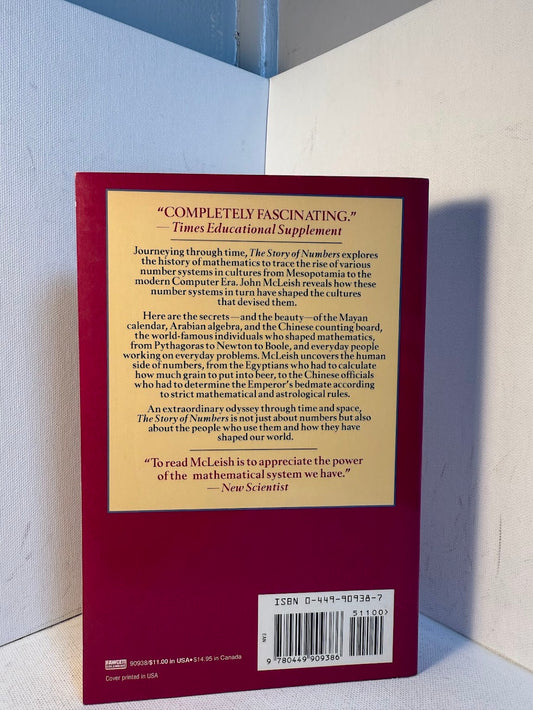 “COMPLETELY FASCINATING.”
— Times Educational Supplement
Journeying through time, The Story of Numbers explores
the history of mathematics to trace the rise of various
number systems in cultures from Mesopotamia to the
modern Computer Era. John McLeish reveals how these
number systems in turn have shaped the cultures
that devised them.
Here are the secrets—and the beauty—of the Mayan
calendar, Arabian algebra, and the Chinese counting board,
the world-famous individuals who shaped mathematics,
from Pythagoras to Newton to Boole, and everyday people
working on everyday problems. McLeish uncovers the human
side of numbers, from the Egyptians who had to calculate
how much grain to put into beer, to the Chinese officials
who had to determine the Emperor's bedmate according
to strict mathematical and astrological rules.
An extraordinary odyssey through time and space,
The Story of Numbers is not just about numbers but also
about the people who use them and how they have
shaped our world.
“To read McLeish is to appreciate the power
of the mathematical system we have.”
— New Scientist
ISBN 0-449-90938-7
51100>
EAN
9 780449 909386
FAWCETT
90938/$11.00 in USA•$14.95 in Canada
Cover printed in USA